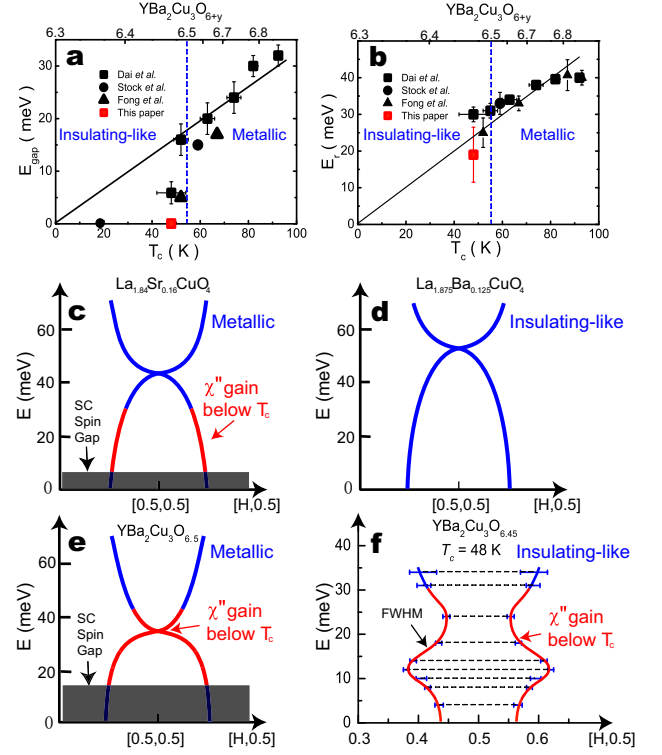 YBa2Cu3O6+y
6.3 6.4 6.5 6.7
a
30
20
10
0
Egap ( meV)
Dai et al.
Stock et al.
Fong et al.
This paper
Insulating-like
Metallic
0 20 40 60 80 100
Tc ( K)
YBa2Cu3O6+y
6.3 6.4 6.5 6.8
b
50
40
30
20
10
0
Er ( meV)
Dai et al.
Stock et al.
Fong et al.
This paper
Insulating-like
Metallic
0 20 40 60 80 100
Tc ( K)
La1.84Sr0.16CuO4
c
Metallic
60
40
20
0
E (meV)
χ" gain
below Tc
SC
Spin
Gap
[0.5,0.5] [H,0.5]
La1.875Ba0.125CuO4
d
Insulating-like
60
40
20
0
E (meV)
[0.5,0.5] [H,0.5]
YBa2Cu3O6.5
e
Metallic
60
40
20
0
E (meV)
χ" gain
below Tc
SC
Spin
Gap
[0.5,0.5] [H,0.5]
YBa2Cu3O6.45
f
Tc = 48 K
Insulating-like
40
30
20
10
0
E (meV)
FWHM
χ" gain
below Tc
0.3 0.4 0.5 0.6 [H,0.5]